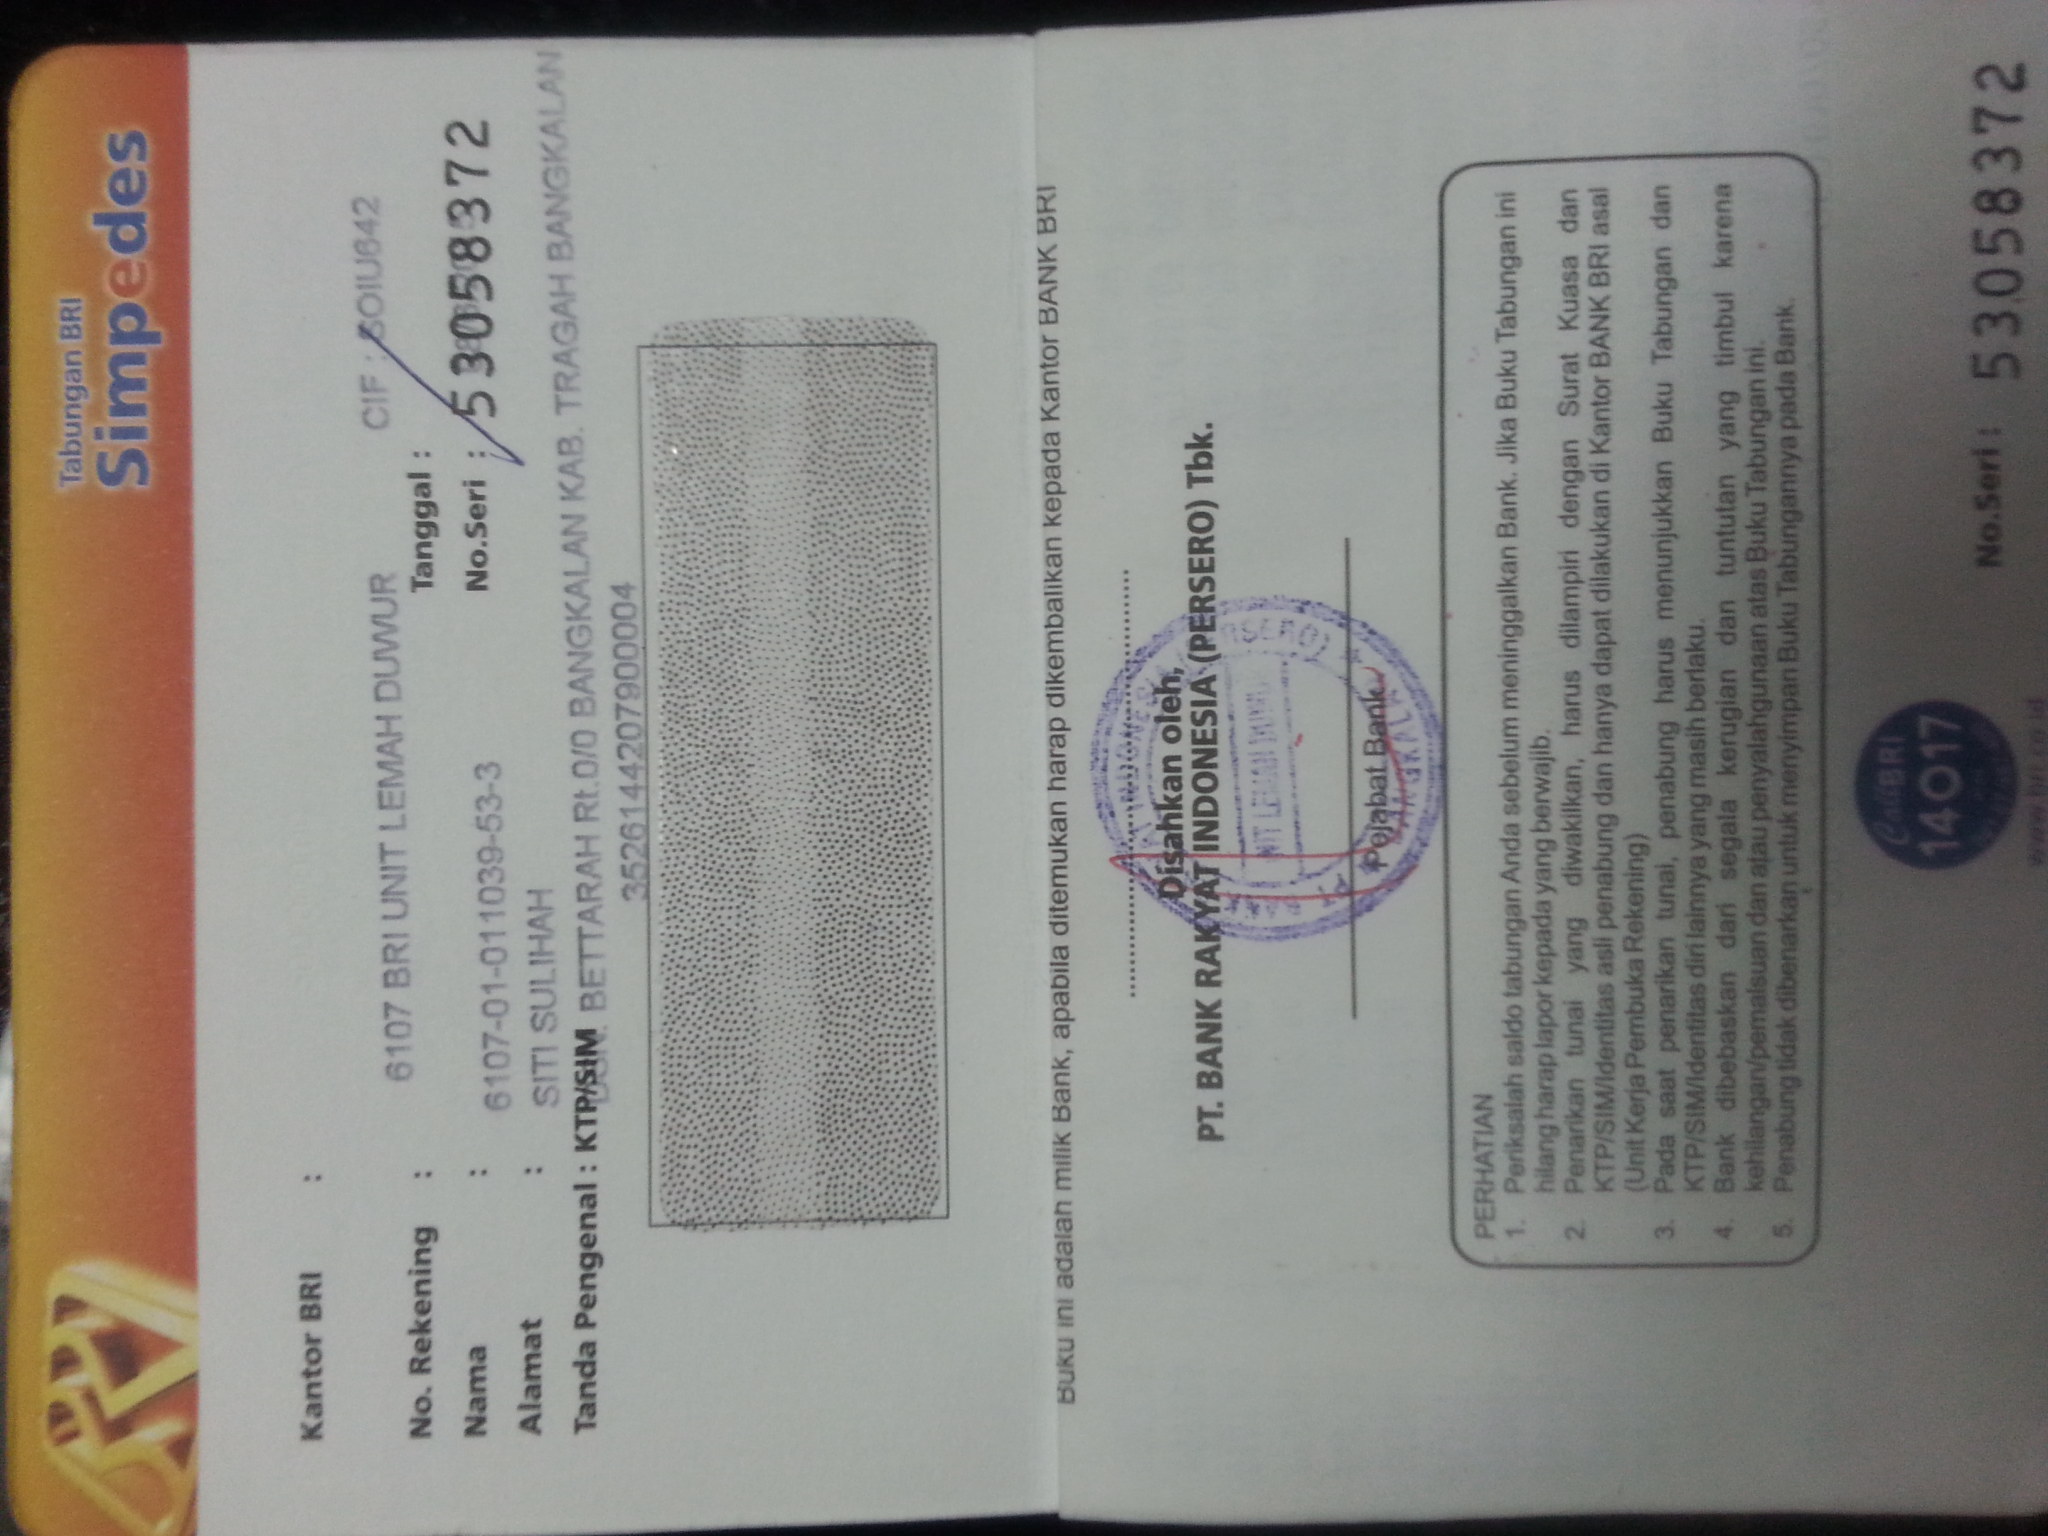 Tabungan BRI
Simpedes
Kantor BRI :
6107 BRI UNIT LEMAH DUWUR
CIF : SOIU642
No. Rekening :
Tanggal :
6107-01-011039-53-3
Nama :
No.Seri : 53058372
SITI SULIHAH
Alamat :
BETTARAH Rt.0/0 BANGKALAN KAB. TRAGAH BANGKALAN
Tanda Pengenal : KTP/SIM
3526144207900004
Buku ini adalah milik Bank, apabila ditemukan harap dikembalikan kepada Kantor BANK BRI
Disahkan oleh,
PT. BANK RAKYAT INDONESIA (PERSERO) Tbk.
Pejabat Bank
PERHATIAN
1. Periksalah saldo tabungan Anda sebelum meninggalkan Bank. Jika Buku Tabungan ini
hilang harap lapor kepada yang berwajib.
2. Penarikan tunai yang diwakilkan, harus dilampiri dengan Surat Kuasa dan
KTP/SIM/Identitas asli penabung dan hanya dapat dilakukan di Kantor BANK BRI asal
(Unit Kerja Pembuka Rekening)
3. Pada saat penarikan tunai, penabung harus menunjukkan Buku Tabungan dan
KTP/SIM/Identitas diri lainnya yang masih berlaku.
4. Bank dibebaskan dari segala kerugian dan tuntutan yang timbul karena
kehilangan/pemalsuan dan atau penyalahgunaan atas Buku Tabungan ini.
5. Penabung tidak dibenarkan untuk menyimpan Buku Tabungannya pada Bank.
CallBRI
14017
www.bri.co.id
No.Seri : 53058372